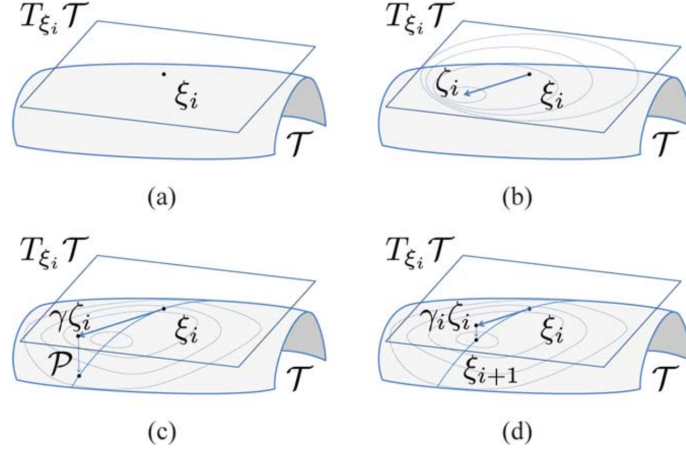 T_{ξ_i} 𝒯
ξ_i
𝒯
(a)
T_{ξ_i} 𝒯
ζ_i
ξ_i
𝒯
(b)
T_{ξ_i} 𝒯
γζ_i
ξ_i
𝒫
𝒯
(c)
T_{ξ_i} 𝒯
γ_iζ_i
ξ_i
ξ_{i+1}
𝒯
(d)